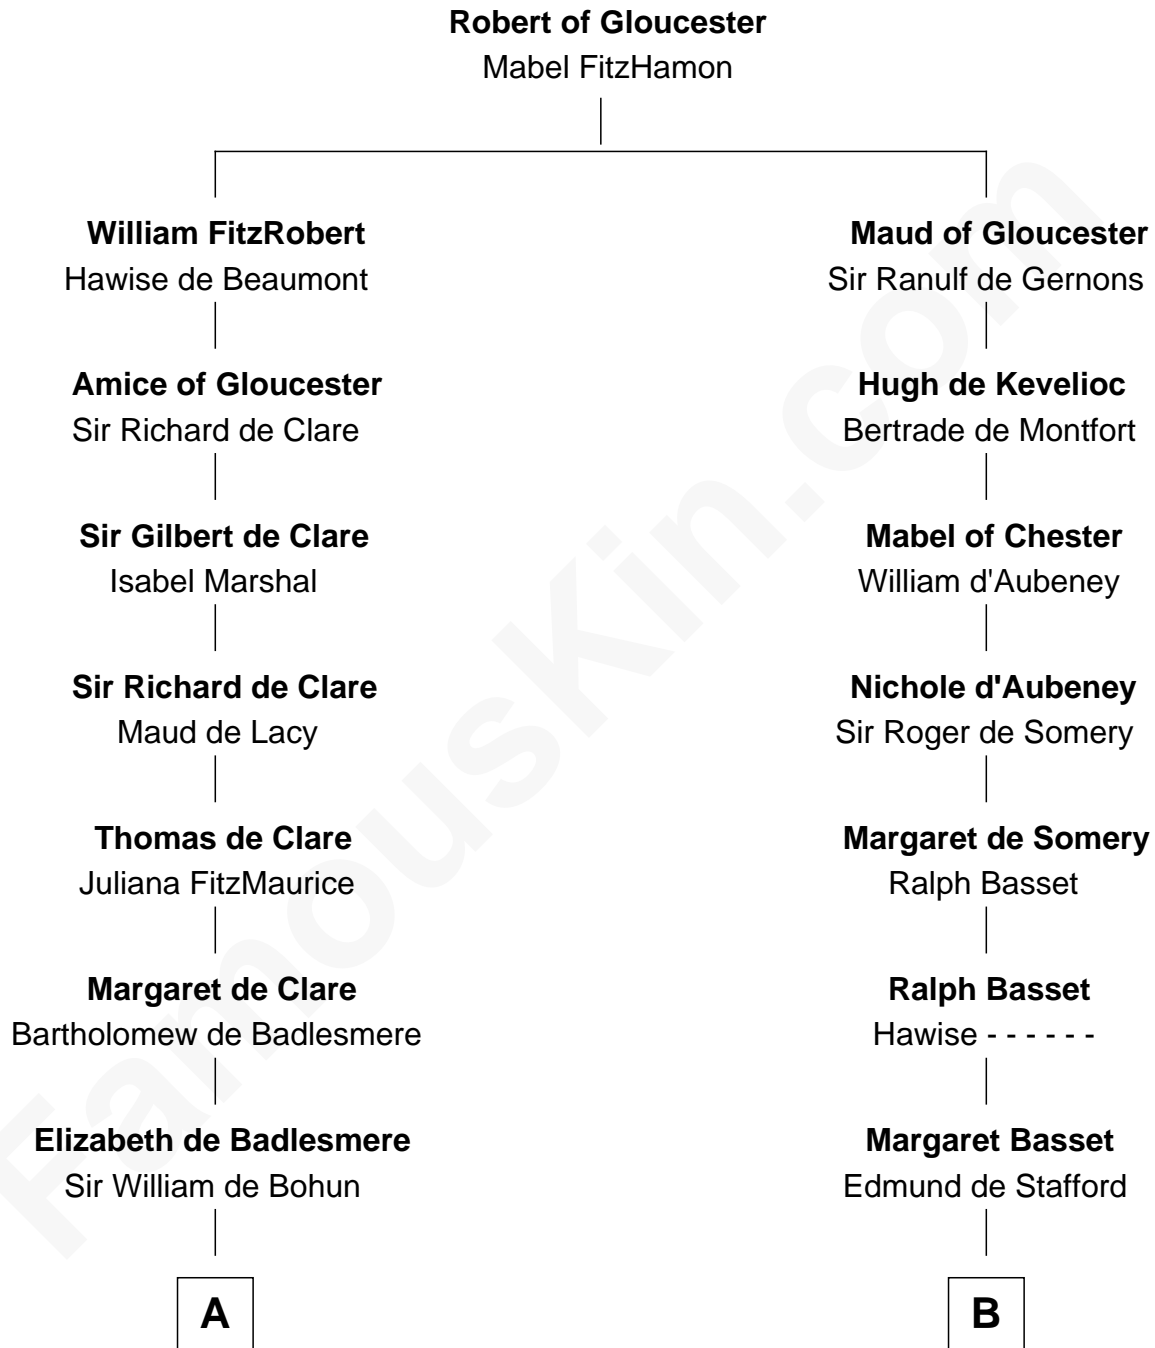 Robert of Gloucester
Mabel FitzHamon
William FitzRobert
Hawise de Beaumont
Maud of Gloucester
Sir Ranulf de Gernons
Amice of Gloucester
Sir Richard de Clare
Hugh de Kevelioc
Bertrade de Montfort
Sir Gilbert de Clare
Isabel Marshal
Mabel of Chester
William d'Aubeney
Sir Richard de Clare
Maud de Lacy
Nichole d'Aubeney
Sir Roger de Somery
Thomas de Clare
Juliana FitzMaurice
Margaret de Somery
Ralph Basset
Margaret de Clare
Bartholomew de Badlesmere
Ralph Basset
Hawise - - - - - -
Elizabeth de Badlesmere
Sir William de Bohun
Margaret Basset
Edmund de Stafford
A
B
FamousKin.com